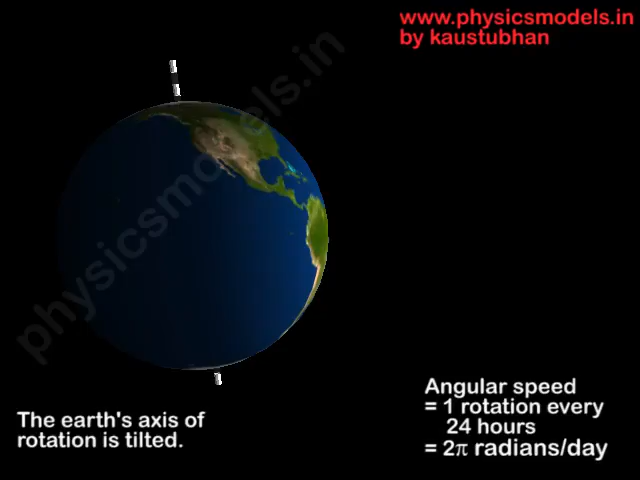 www.physicsmodels.in
by kaustubhan
physicsmodels.in
Angular speed
= 1 rotation every
24 hours
= 2π radians/day
The earth's axis of
rotation is tilted.